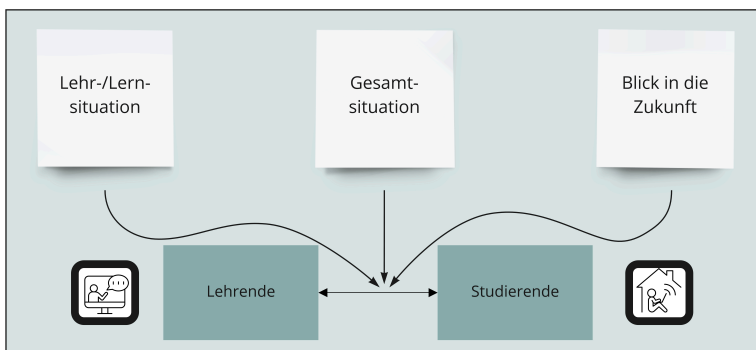 Lehr-/Lern-
situation
Gesamt-
situation
Blick in die
Zukunft
Lehrende
Studierende